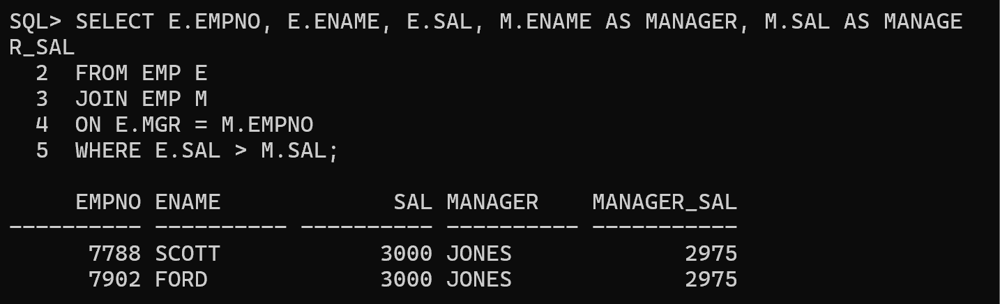 SQL> SELECT E.EMPNO, E.ENAME, E.SAL, M.ENAME AS MANAGER, M.SAL AS MANAGE
R_SAL
  2  FROM EMP E
  3  JOIN EMP M
  4  ON E.MGR = M.EMPNO
  5  WHERE E.SAL > M.SAL;

     EMPNO ENAME             SAL MANAGER    MANAGER_SAL
---------- ---------- ---------- ---------- -----------
      7788 SCOTT            3000 JONES             2975
      7902 FORD             3000 JONES             2975